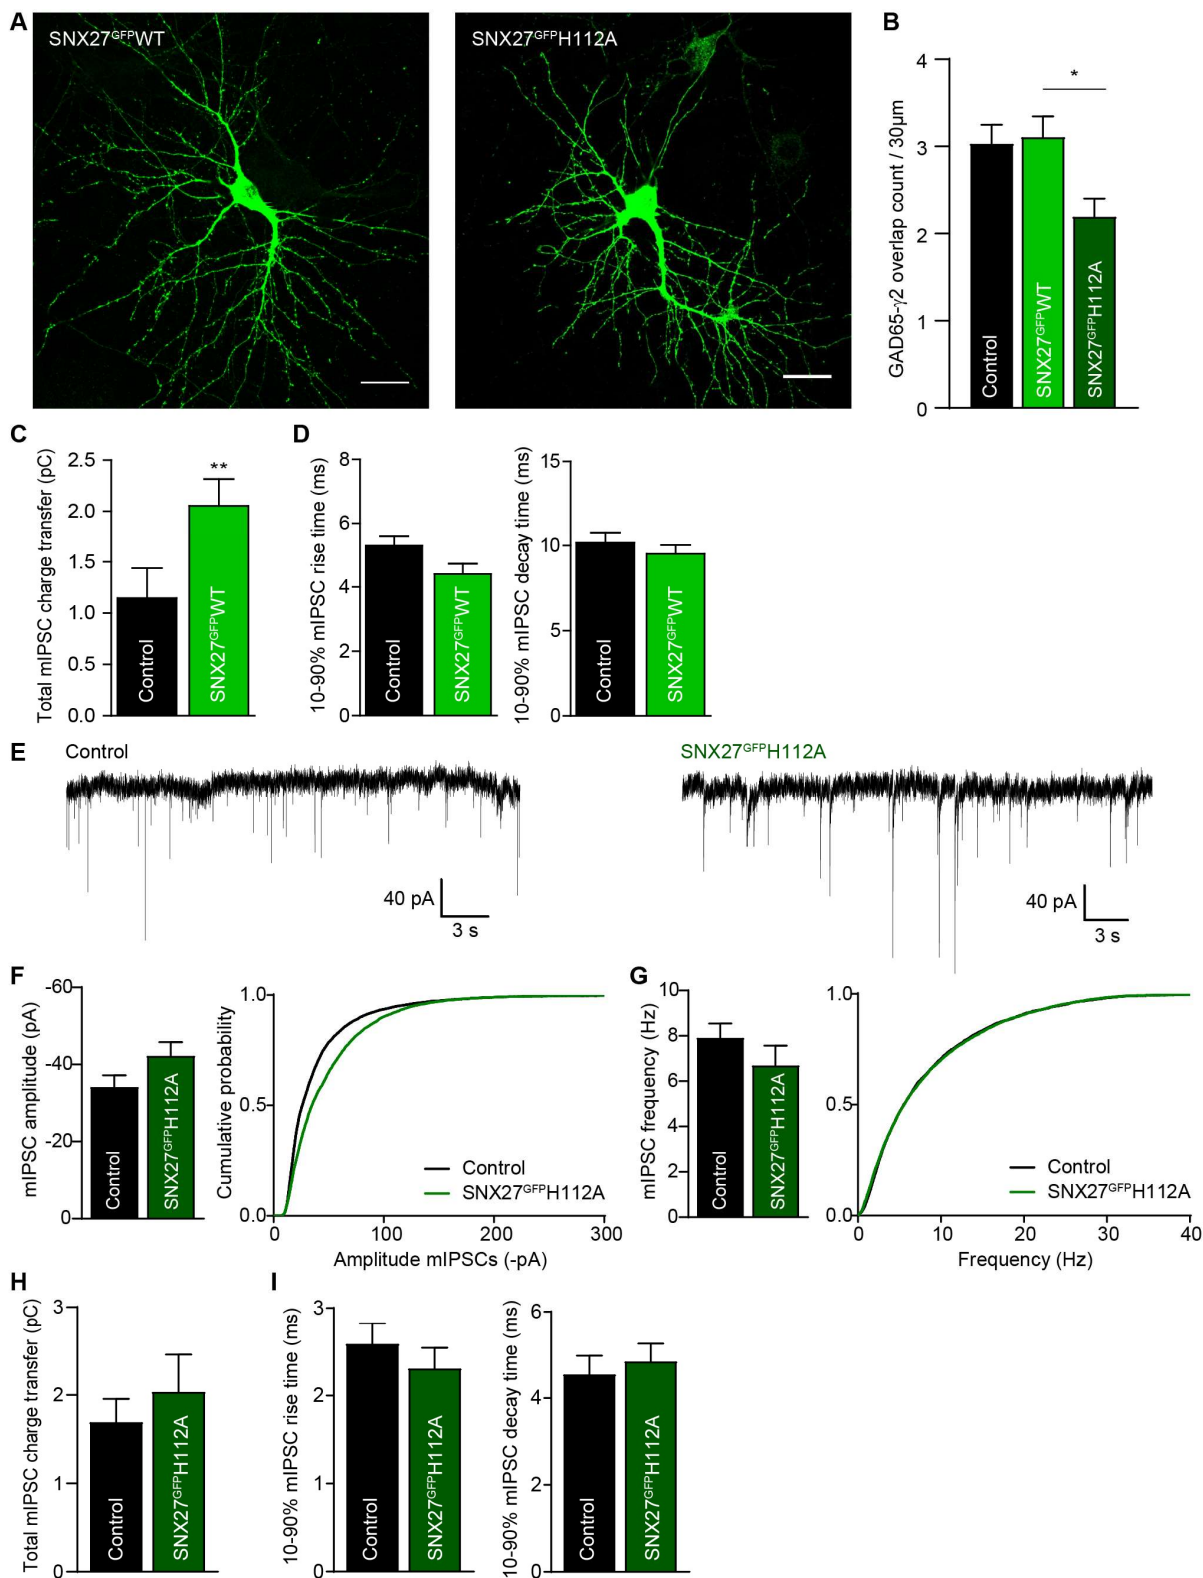 A
SNX27GFPWT
SNX27GFPH112A
B
GAD65-γ2 overlap count / 30µm
4
3
2
1
0
*
Control
SNX27GFPWT
SNX27GFPH112A
C
Total mIPSC charge transfer (pC)
2.5
2.0
1.5
1.0
0.5
0.0
**
Control
SNX27GFPWT
D
10-90% mIPSC rise time (ms)
8
6
4
2
0
Control
SNX27GFPWT
10-90% mIPSC decay time (ms)
15
10
5
0
Control
SNX27GFPWT
E
Control
40 pA
3 s
SNX27GFPH112A
40 pA
3 s
F
mIPSC amplitude (pA)
-60
-40
-20
0
Control
SNX27GFPH112A
Cumulative probability
1.0
0.5
0.0
Control
SNX27GFPH112A
0 100 200 300
Amplitude mIPSCs (-pA)
G
mIPSC frequency (Hz)
10
8
6
4
2
0
Control
SNX27GFPH112A
1.0
0.5
0.0
Control
SNX27GFPH112A
0 10 20 30 40
Frequency (Hz)
H
Total mIPSC charge transfer (pC)
3
2
1
0
Control
SNX27GFPH112A
I
10-90% mIPSC rise time (ms)
3
2
1
0
Control
SNX27GFPH112A
10-90% mIPSC decay time (ms)
6
4
2
0
Control
SNX27GFPH112A